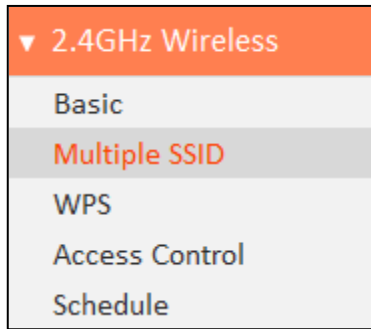 2.4GHz Wireless
Basic
Multiple SSID
WPS
Access Control
Schedule